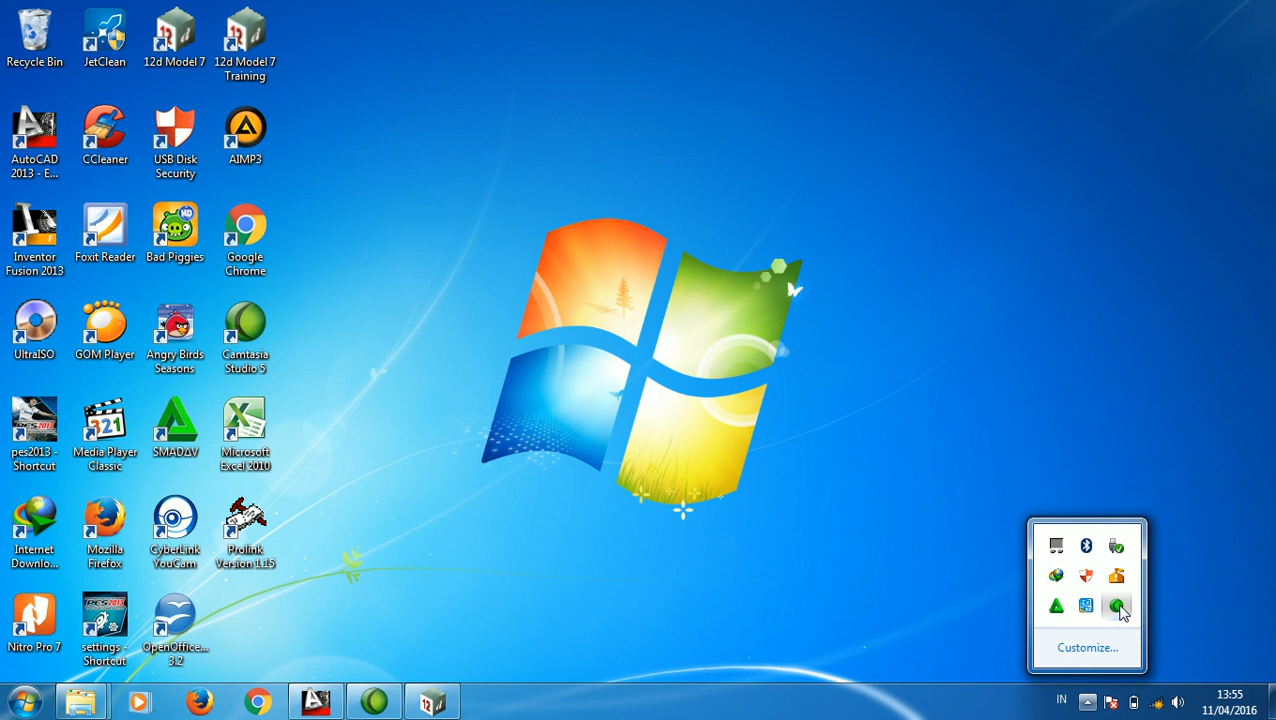 Recycle Bin
JetClean
12d Model 7
12d Model 7
Training
AutoCAD
2013 - E...
CCleaner
USB Disk
Security
AIMP3
Inventor
Fusion 2013
Foxit Reader
Bad Piggies
Google
Chrome
UltraISO
GOM Player
Angry Birds
Seasons
Camtasia
Studio 5
pes2013 -
Shortcut
Media Player
Classic
SMADΔV
Microsoft
Excel 2010
Internet
Downlo...
Mozilla
Firefox
CyberLink
YouCam
Prolink
Version 1.15
Nitro Pro 7
settings -
Shortcut
OpenOffice...
3.2
Customize...
IN
13:55
11/04/2016